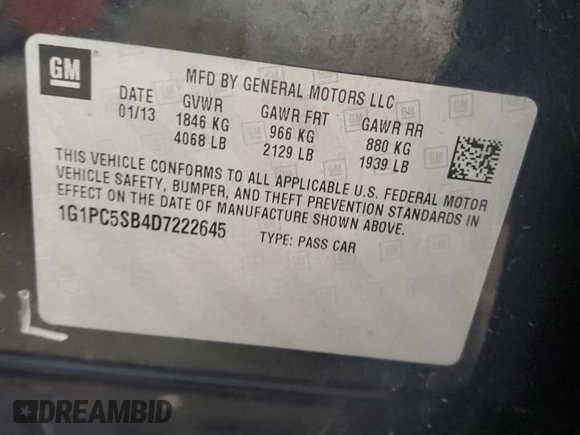 GM
MFD BY GENERAL MOTORS LLC
DATE GVWR GAWR FRT GAWR RR
01/13 1846 KG 966 KG 880 KG
4068 LB 2129 LB 1939 LB
THIS VEHICLE CONFORMS TO ALL APPLICABLE U.S. FEDERAL MOTOR
VEHICLE SAFETY, BUMPER, AND THEFT PREVENTION STANDARDS IN
EFFECT ON THE DATE OF MANUFACTURE SHOWN ABOVE.
1G1PC5SB4D7222645 TYPE: PASS CAR
DREAMBID